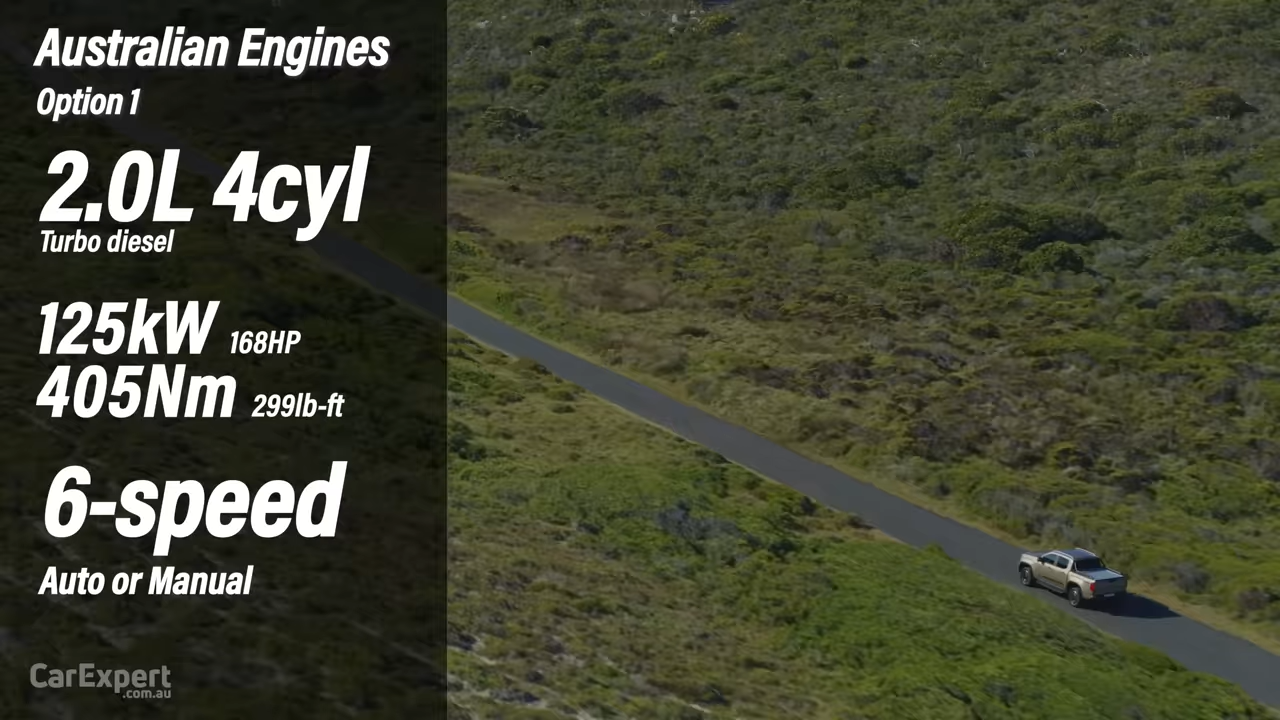 Australian Engines
Option 1
2.0L 4cyl
Turbo diesel
125kW 168HP
405Nm 299lb-ft
6-speed
Auto or Manual
CarExpert
.com.au